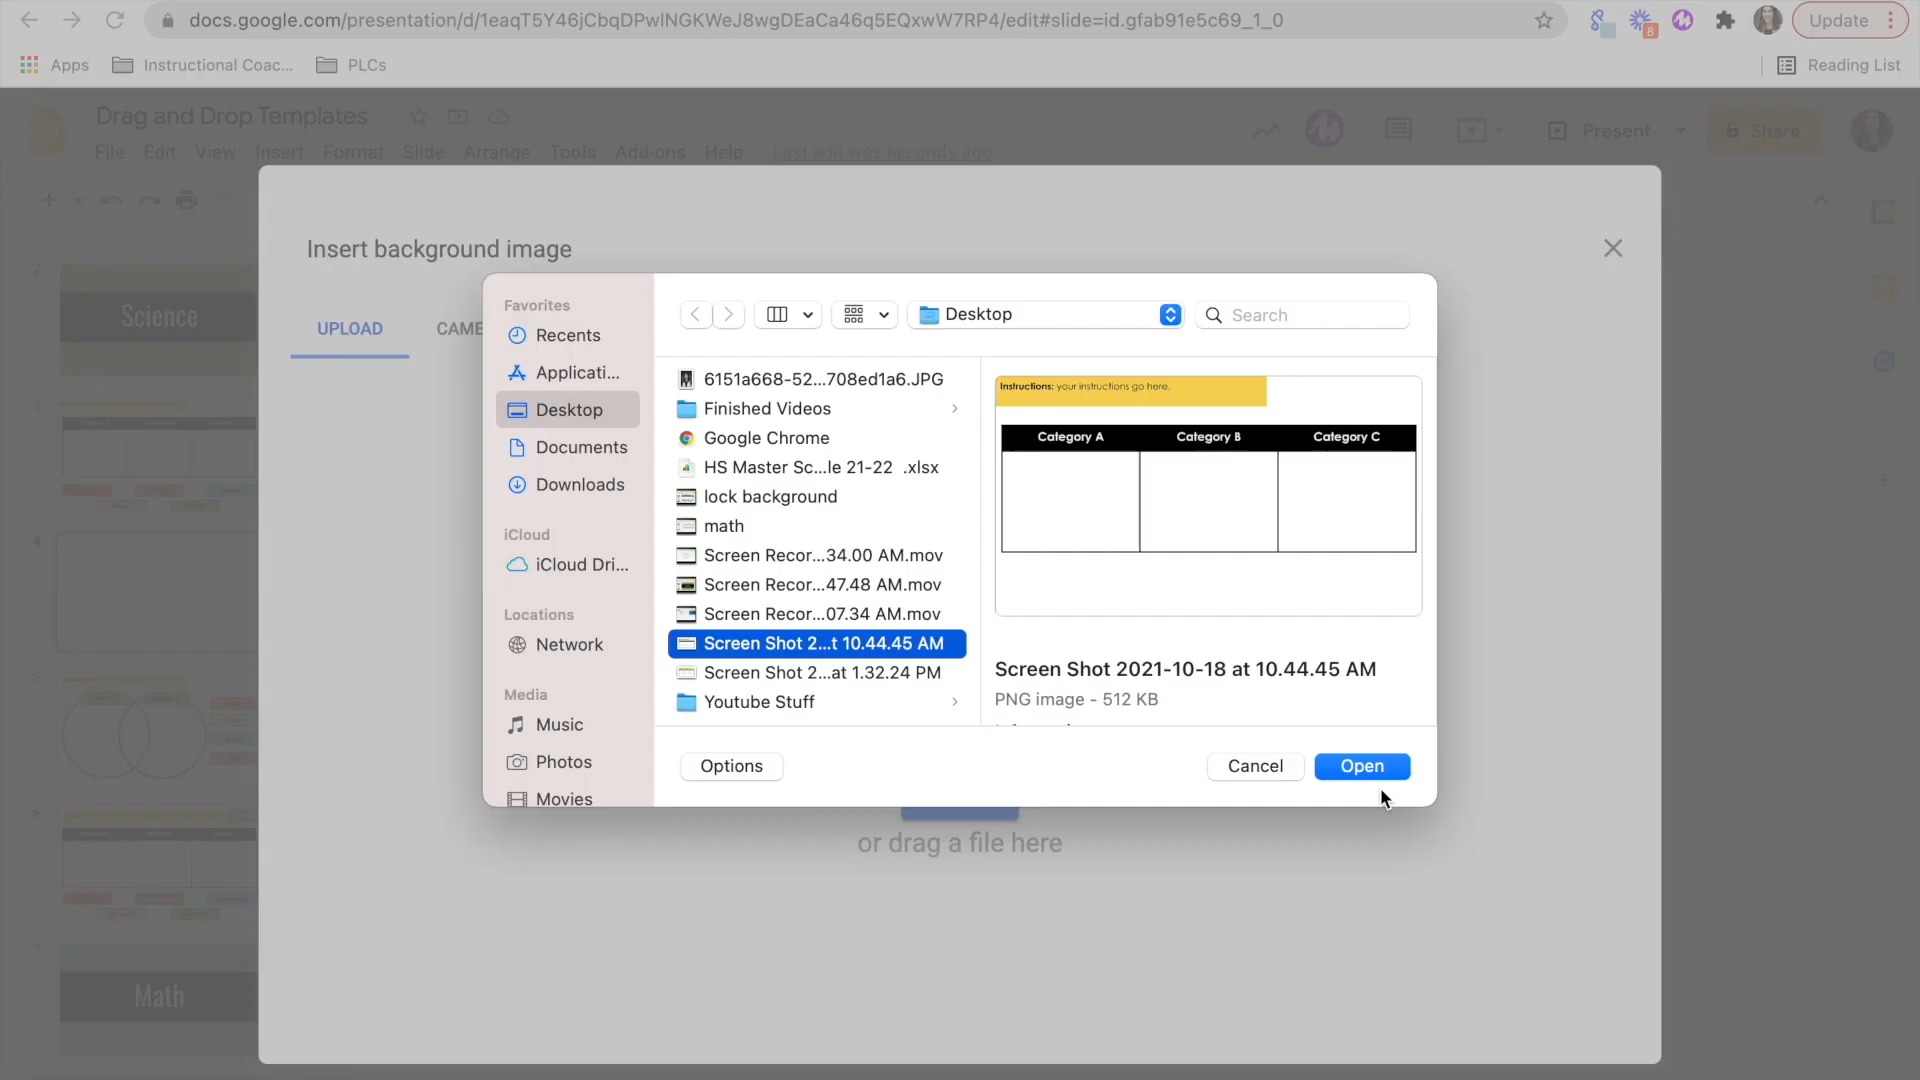 docs.google.com/presentation/d/1eaqT5Y46jCbqDPwlNGKWeJ8wgDEaCa46q5EQxwW7RP4/edit#slide=id.gfab91e5c69_1_0
8
Update
Apps
Instructional Coac...
PLCs
Reading List
Drag and Drop Templates
File Edit View Insert Format Slide Arrange Tools Add-ons Help Last edit was seconds ago
Present
Share
Insert background image
UPLOAD
CAME
2
Science
4
5
6
Math
Favorites
Recents
Applicati...
Desktop
Documents
Downloads
iCloud
iCloud Dri...
Locations
Network
Media
Music
Photos
Movies
Desktop
Search
6151a668-52...708ed1a6.JPG
Finished Videos
Google Chrome
HS Master Sc...le 21-22 .xlsx
lock background
math
Screen Recor...34.00 AM.mov
Screen Recor...47.48 AM.mov
Screen Recor...07.34 AM.mov
Screen Shot 2...t 10.44.45 AM
Screen Shot 2...at 1.32.24 PM
Youtube Stuff
Instructions: your instructions go here.
Category A Category B Category C
Screen Shot 2021-10-18 at 10.44.45 AM
PNG image - 512 KB
Options
Cancel
Open
or drag a file here